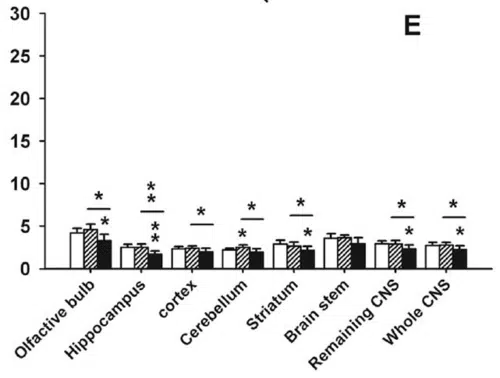 30
E
25
20
15
10
5
0
* ** * * * * *
* ** * * * *
Olfactive bulb
Hippocampus
cortex
Cerebellum
Striatum
Brain stem
Remaining CNS
Whole CNS